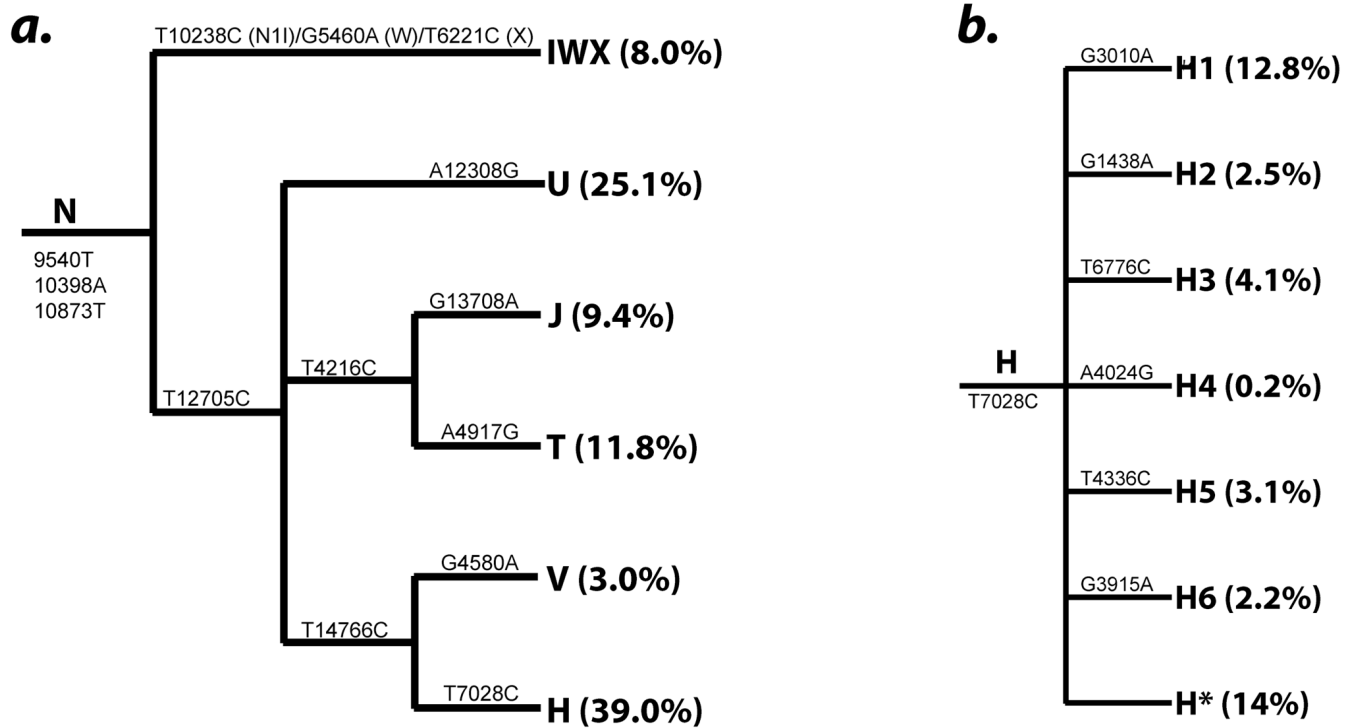 a.
T10238C (N1I)/G5460A (W)/T6221C (X)
IWX (8.0%)
A12308G
U (25.1%)
N
9540T
10398A
10873T
G13708A
J (9.4%)
T4216C
T12705C
A4917G
T (11.8%)
G4580A
V (3.0%)
T14766C
T7028C
H (39.0%)
b.
G3010A
H1 (12.8%)
G1438A
H2 (2.5%)
T6776C
H3 (4.1%)
H
T7028C
A4024G
H4 (0.2%)
T4336C
H5 (3.1%)
G3915A
H6 (2.2%)
H* (14%)